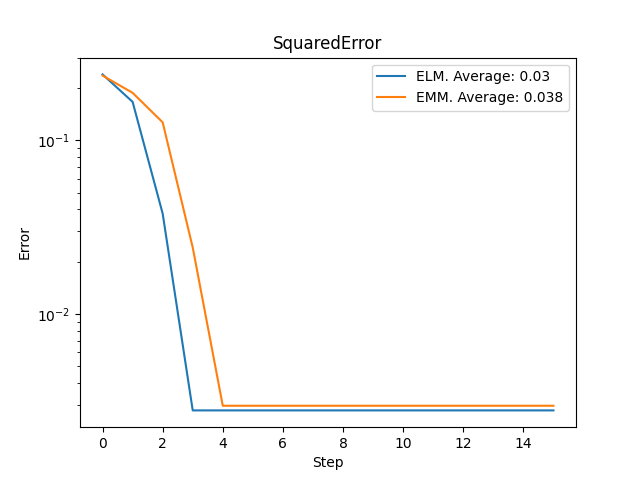 SquaredError
ELM. Average: 0.03
EMM. Average: 0.038
Error
10⁻¹
10⁻²
0 2 4 6 8 10 12 14
Step